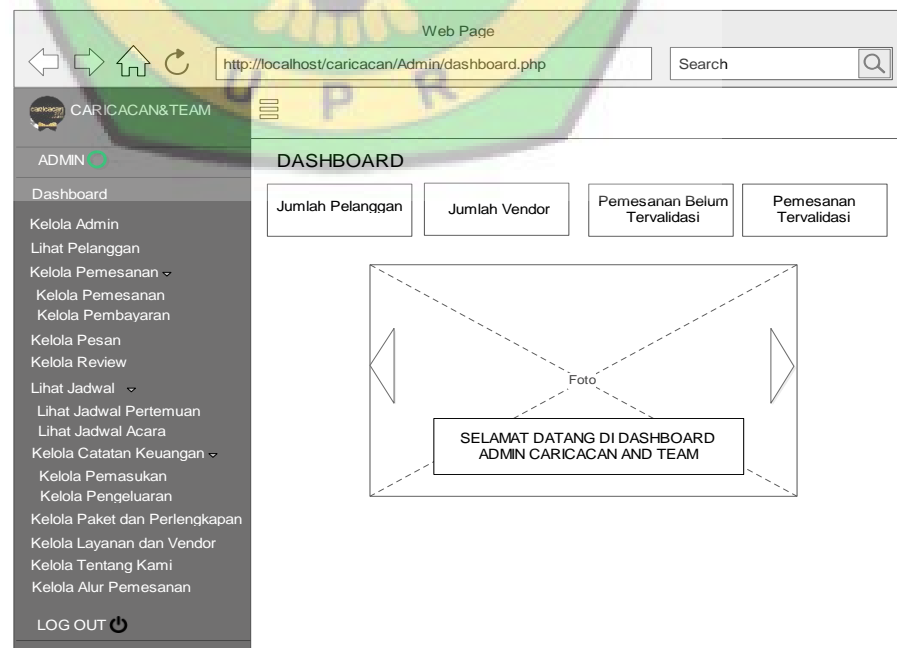 Web Page
http://localhost/caricacan/Admin/dashboard.php
Search
UPR
caricacan
CARICACAN&TEAM
ADMIN
DASHBOARD
Dashboard
Jumlah Pelanggan
Jumlah Vendor
Pemesanan Belum
Tervalidasi
Pemesanan
Tervalidasi
Kelola Admin
Lihat Pelanggan
Kelola Pemesanan
Kelola Pemesanan
Kelola Pembayaran
Kelola Pesan
Kelola Review
Lihat Jadwal
Lihat Jadwal Pertemuan
Lihat Jadwal Acara
Kelola Catatan Keuangan
Kelola Pemasukan
Kelola Pengeluaran
Kelola Paket dan Perlengkapan
Kelola Layanan dan Vendor
Kelola Tentang Kami
Kelola Alur Pemesanan
LOG OUT
Foto
SELAMAT DATANG DI DASHBOARD
ADMIN CARICACAN AND TEAM